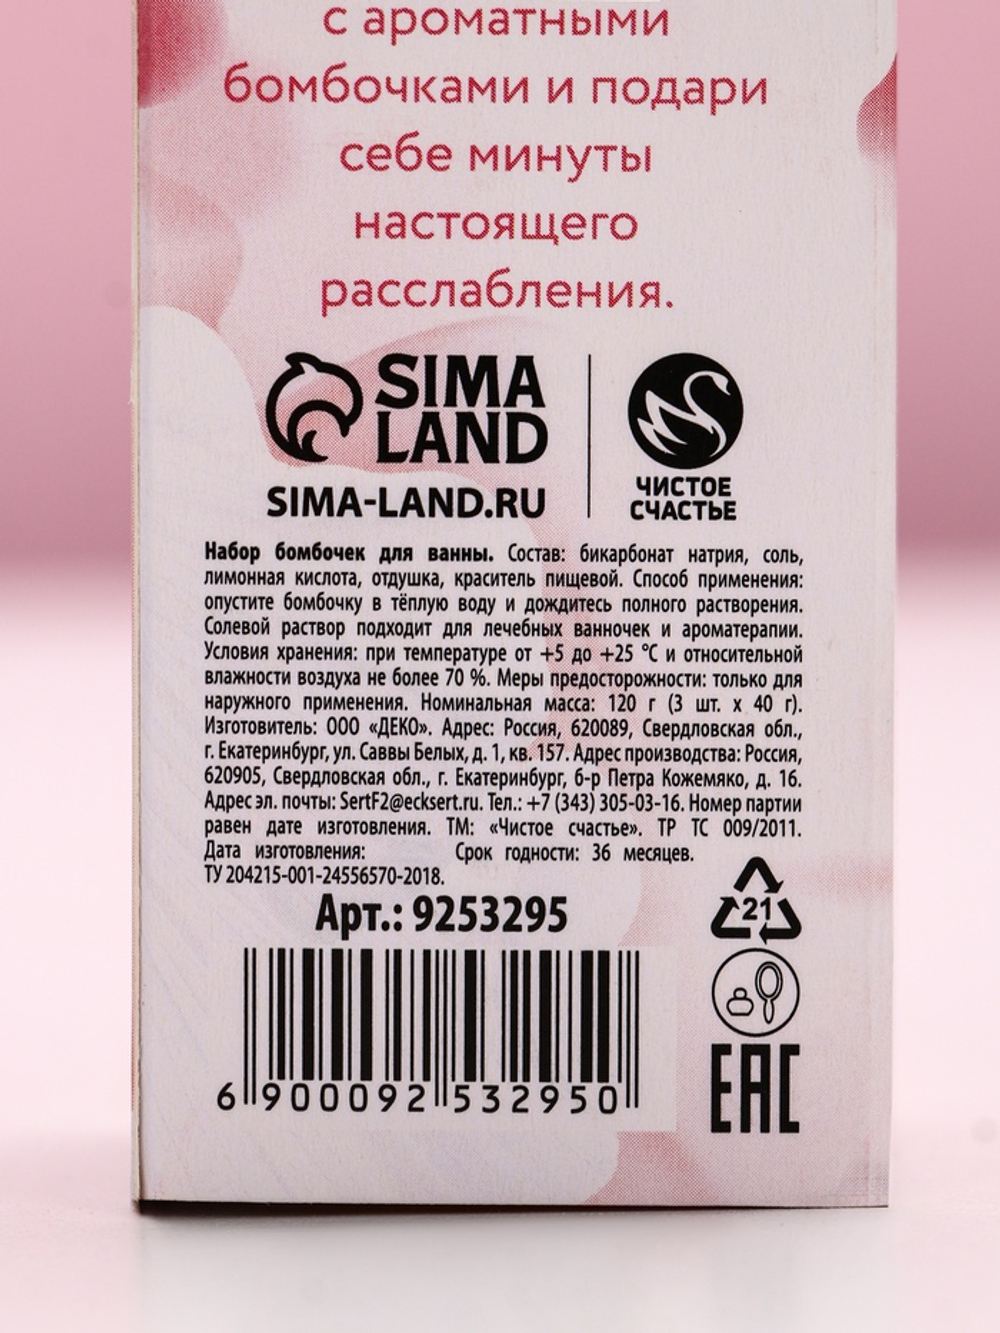 с ароматными
бомбочками и подари
себе минуты
настоящего
расслабления.
SIMA
LAND
SIMA-LAND.RU
ЧИСТОЕ
СЧАСТЬЕ
Набор бомбочек для ванны. Состав: бикарбонат натрия, соль,
лимонная кислота, отдушка, краситель пищевой. Способ применения:
опустите бомбочку в тёплую воду и дождитесь полного растворения.
Солевой раствор подходит для лечебных ванночек и ароматерапии.
Условия хранения: при температуре от +5 до +25 °С и относительной
влажности воздуха не более 70 %. Меры предосторожности: только для
наружного применения. Номинальная масса: 120 г (3 шт. х 40 г).
Изготовитель: ООО «ДЕКО». Адрес: Россия, 620089, Свердловская обл.,
г. Екатеринбург, ул. Саввы Белых, д. 1, кв. 157. Адрес производства: Россия,
620905, Свердловская обл., г. Екатеринбург, б-р Петра Кожемяко, д. 16.
Адрес эл. почты: SertF2@ecksert.ru. Тел.: +7 (343) 305-03-16. Номер партии
равен дате изготовления. ТМ: «Чистое счастье». ТР ТС 009/2011.
Дата изготовления: Срок годности: 36 месяцев.
ТУ 204215-001-24556570-2018.
Арт.: 9253295
21
6 900092 532950
EAC